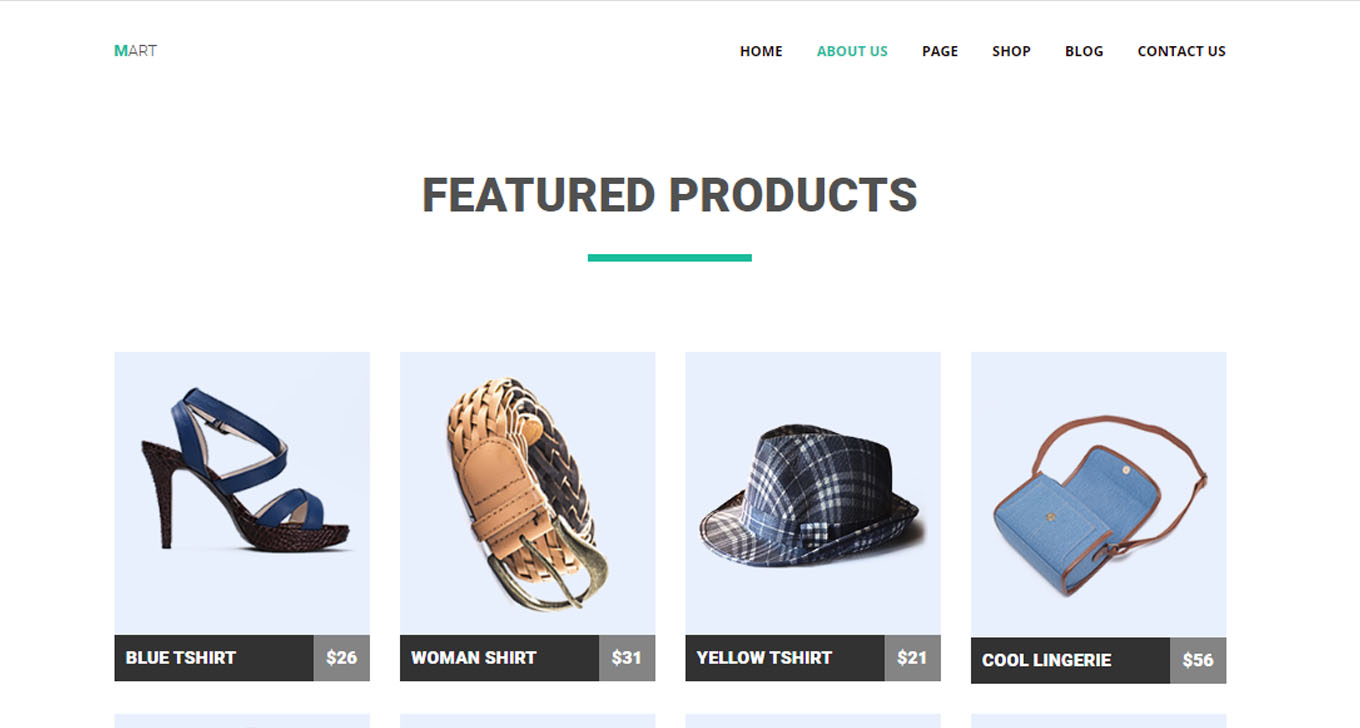 MART
HOME ABOUT US PAGE SHOP BLOG CONTACT US
FEATURED PRODUCTS
BLUE TSHIRT $26
WOMAN SHIRT $31
YELLOW TSHIRT $21
COOL LINGERIE $56